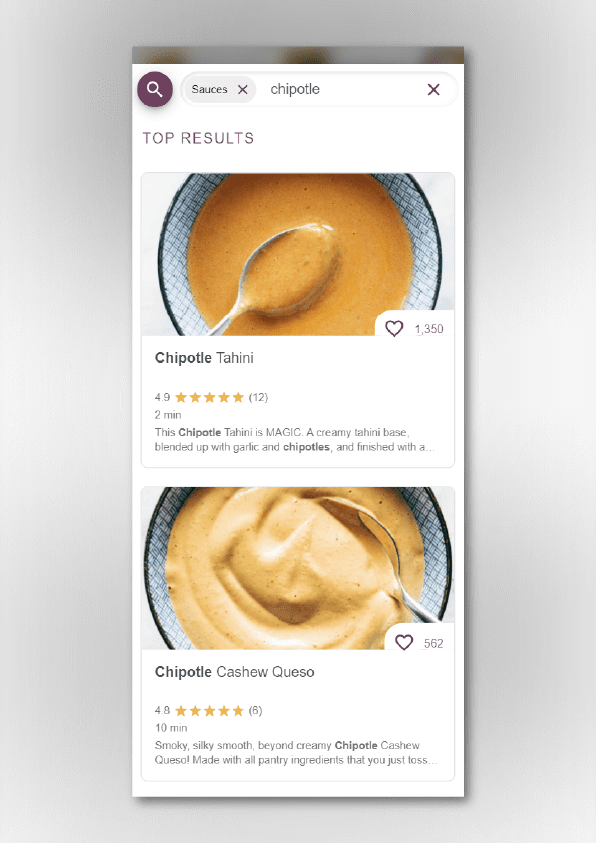 Sauces
chipotle
TOP RESULTS
1,350
Chipotle Tahini
4.9 (12)
2 min
This Chipotle Tahini is MAGIC. A creamy tahini base,
blended up with garlic and chipotles, and finished with a...
562
Chipotle Cashew Queso
4.8 (6)
10 min
Smoky, silky smooth, beyond creamy Chipotle Cashew
Queso! Made with all pantry ingredients that you just toss...